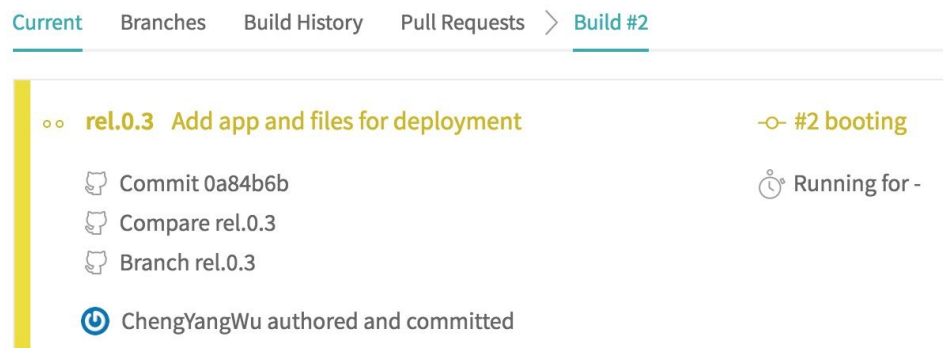 Current Branches Build History Pull Requests Build #2
rel.0.3 Add app and files for deployment #2 booting
Commit 0a84b6b Running for -
Compare rel.0.3
Branch rel.0.3
ChengYangWu authored and committed